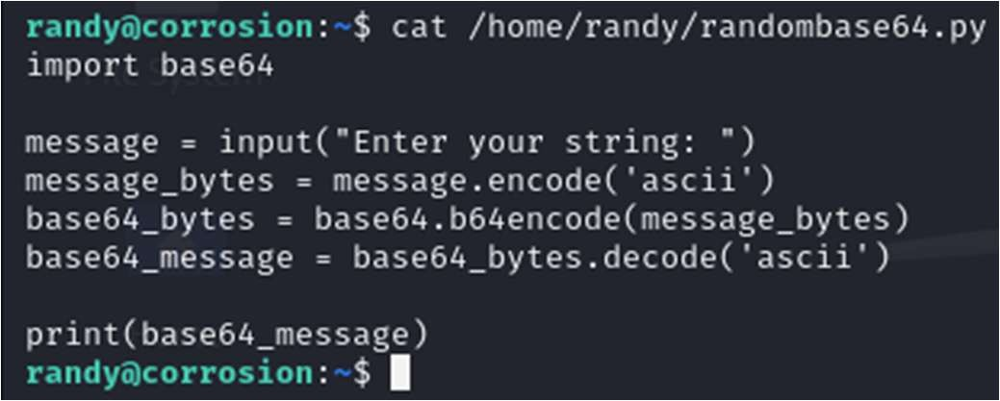 randy@corrosion:~$ cat /home/randy/randombase64.py
import base64
message = input("Enter your string: ")
message_bytes = message.encode('ascii')
base64_bytes = base64.b64encode(message_bytes)
base64_message = base64_bytes.decode('ascii')
print(base64_message)
randy@corrosion:~$